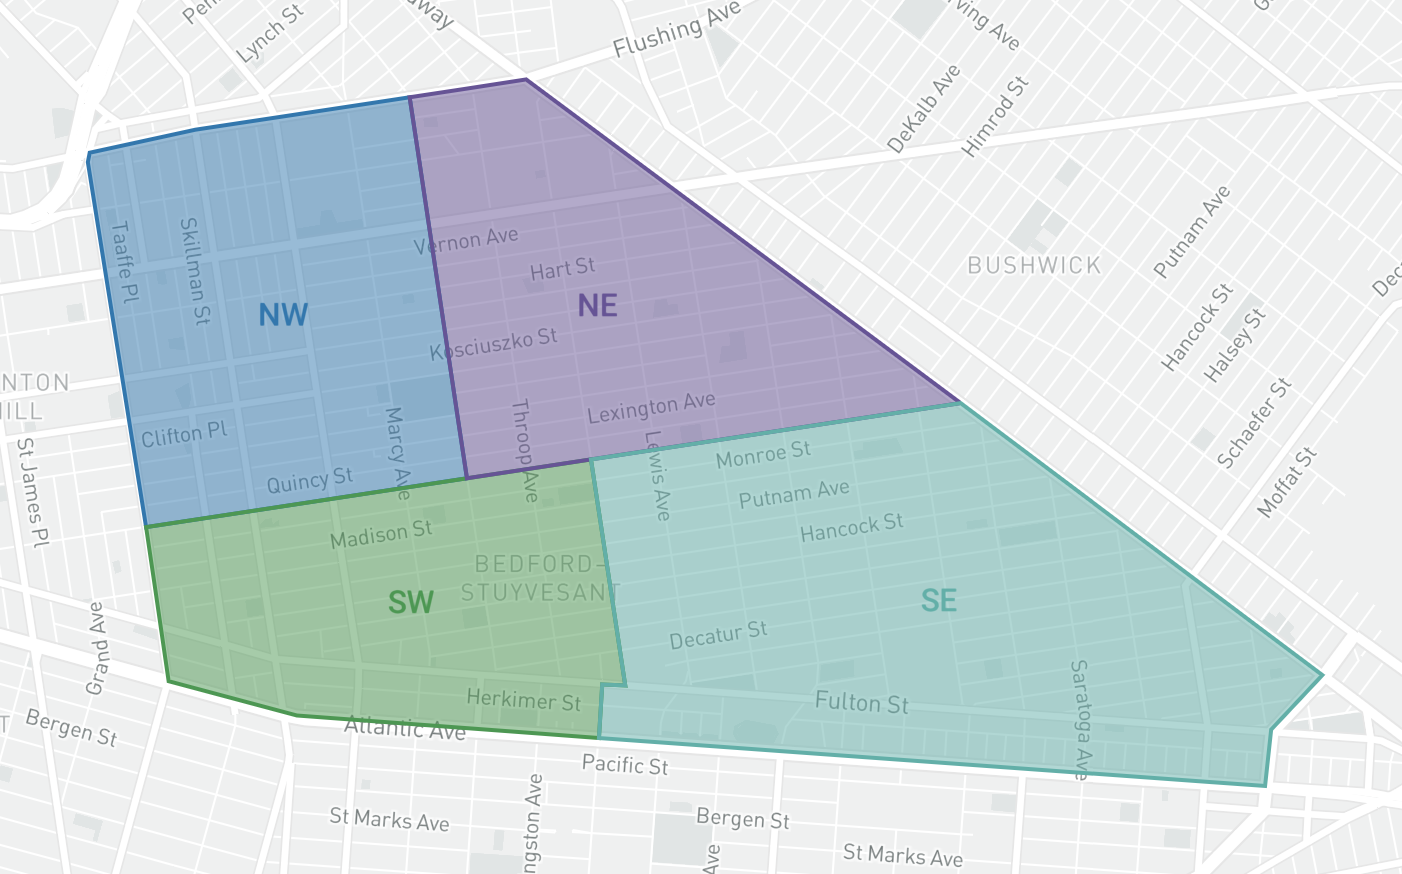 Lynch St
Flushing Ave
DeKalb Ave
Himrod St
Putnam Ave
BUSHWICK
Hancock St
Halsey St
Schaefer St
Moffat St
Taaffe Pl
Skillman St
NW
Vernon Ave
Hart St
NE
Kosciuszko St
Lexington Ave
NTON
ILL
Clifton Pl
Marcy Ave
Throop Ave
Lewis Ave
Monroe St
Quincy St
Putnam Ave
St James Pl
Madison St
Hancock St
BEDFORD-
STUYVESANT
SW
SE
Grand Ave
Decatur St
Herkimer St
Fulton St
Saratoga Ave
Bergen St
Atlantic Ave
Pacific St
St Marks Ave
ngston Ave
Bergen St
Ave
St Marks Ave